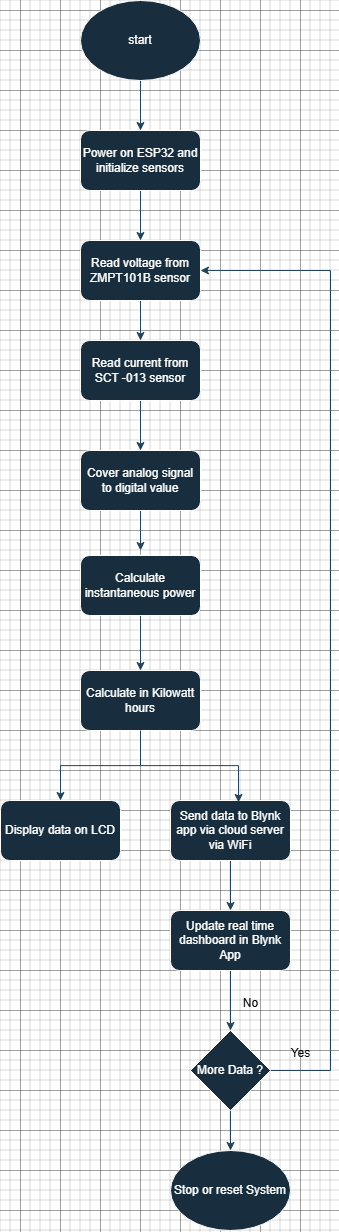 start
Power on ESP32 and
initialize sensors
Read voltage from
ZMPT101B sensor
Read current from
SCT -013 sensor
Cover analog signal
to digital value
Calculate
instantaneous power
Calculate in Kilowatt
hours
Display data on LCD
Send data to Blynk
app via cloud server
via WiFi
Update real time
dashboard in Blynk
App
No
Yes
More Data ?
Stop or reset System